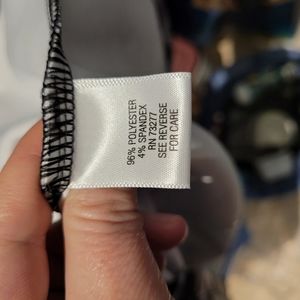 96% POLYESTER
4% SPANDEX
RN 73277
SEE REVERSE
FOR CARE